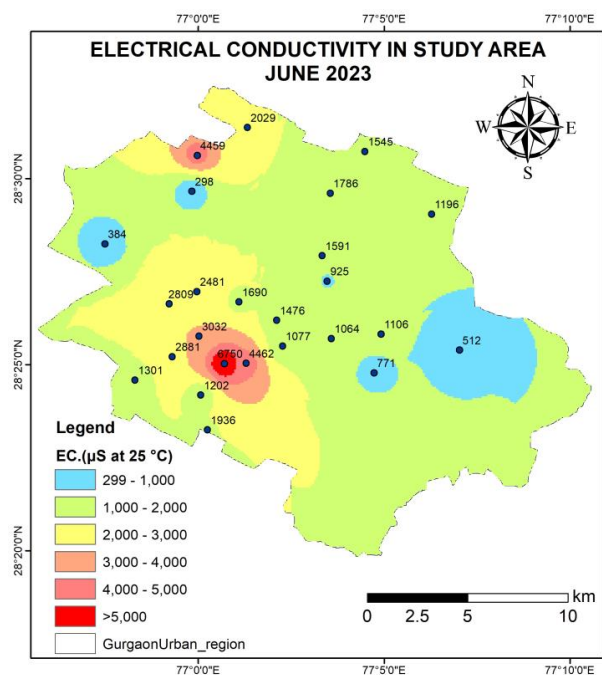 77°0'0"E 77°5'0"E 77°10'0"E
ELECTRICAL CONDUCTIVITY IN STUDY AREA
JUNE 2023
N
W E
S
2029
4459
1545
28°30'0"N
298
1786
1196
384
1591
925
2481
2809
1690
1476
3032
1077
1064
1106
512
2881
6750
4462
28°25'0"N
771
1301
1202
1936
Legend
EC.(µS at 25 °C)
299 - 1,000
1,000 - 2,000
2,000 - 3,000
3,000 - 4,000
4,000 - 5,000
>5,000
GurgaonUrban_region
28°20'0"N
km
0 2.5 5 10
77°0'0"E 77°5'0"E 77°10'0"E